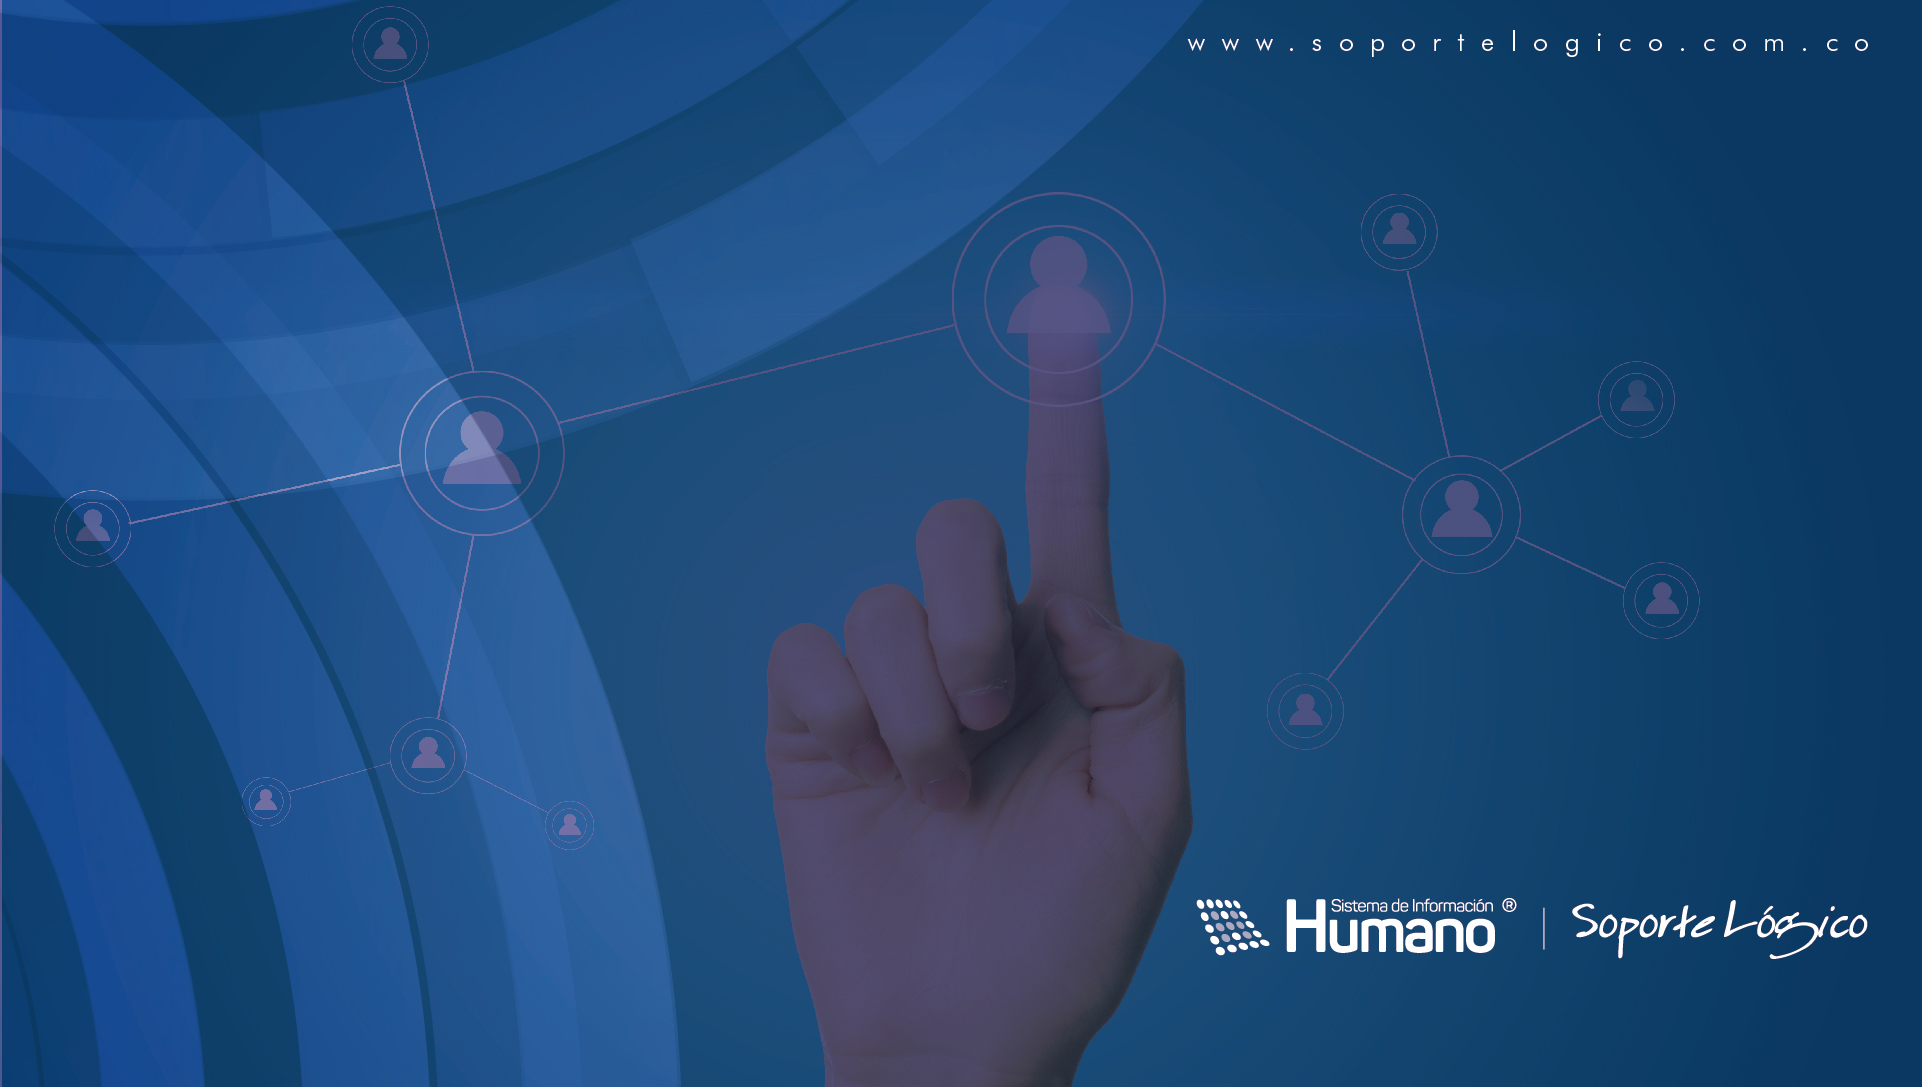 www.soportelogico.com.co
Sistema de Información ®
Humano
Soporte Lógico